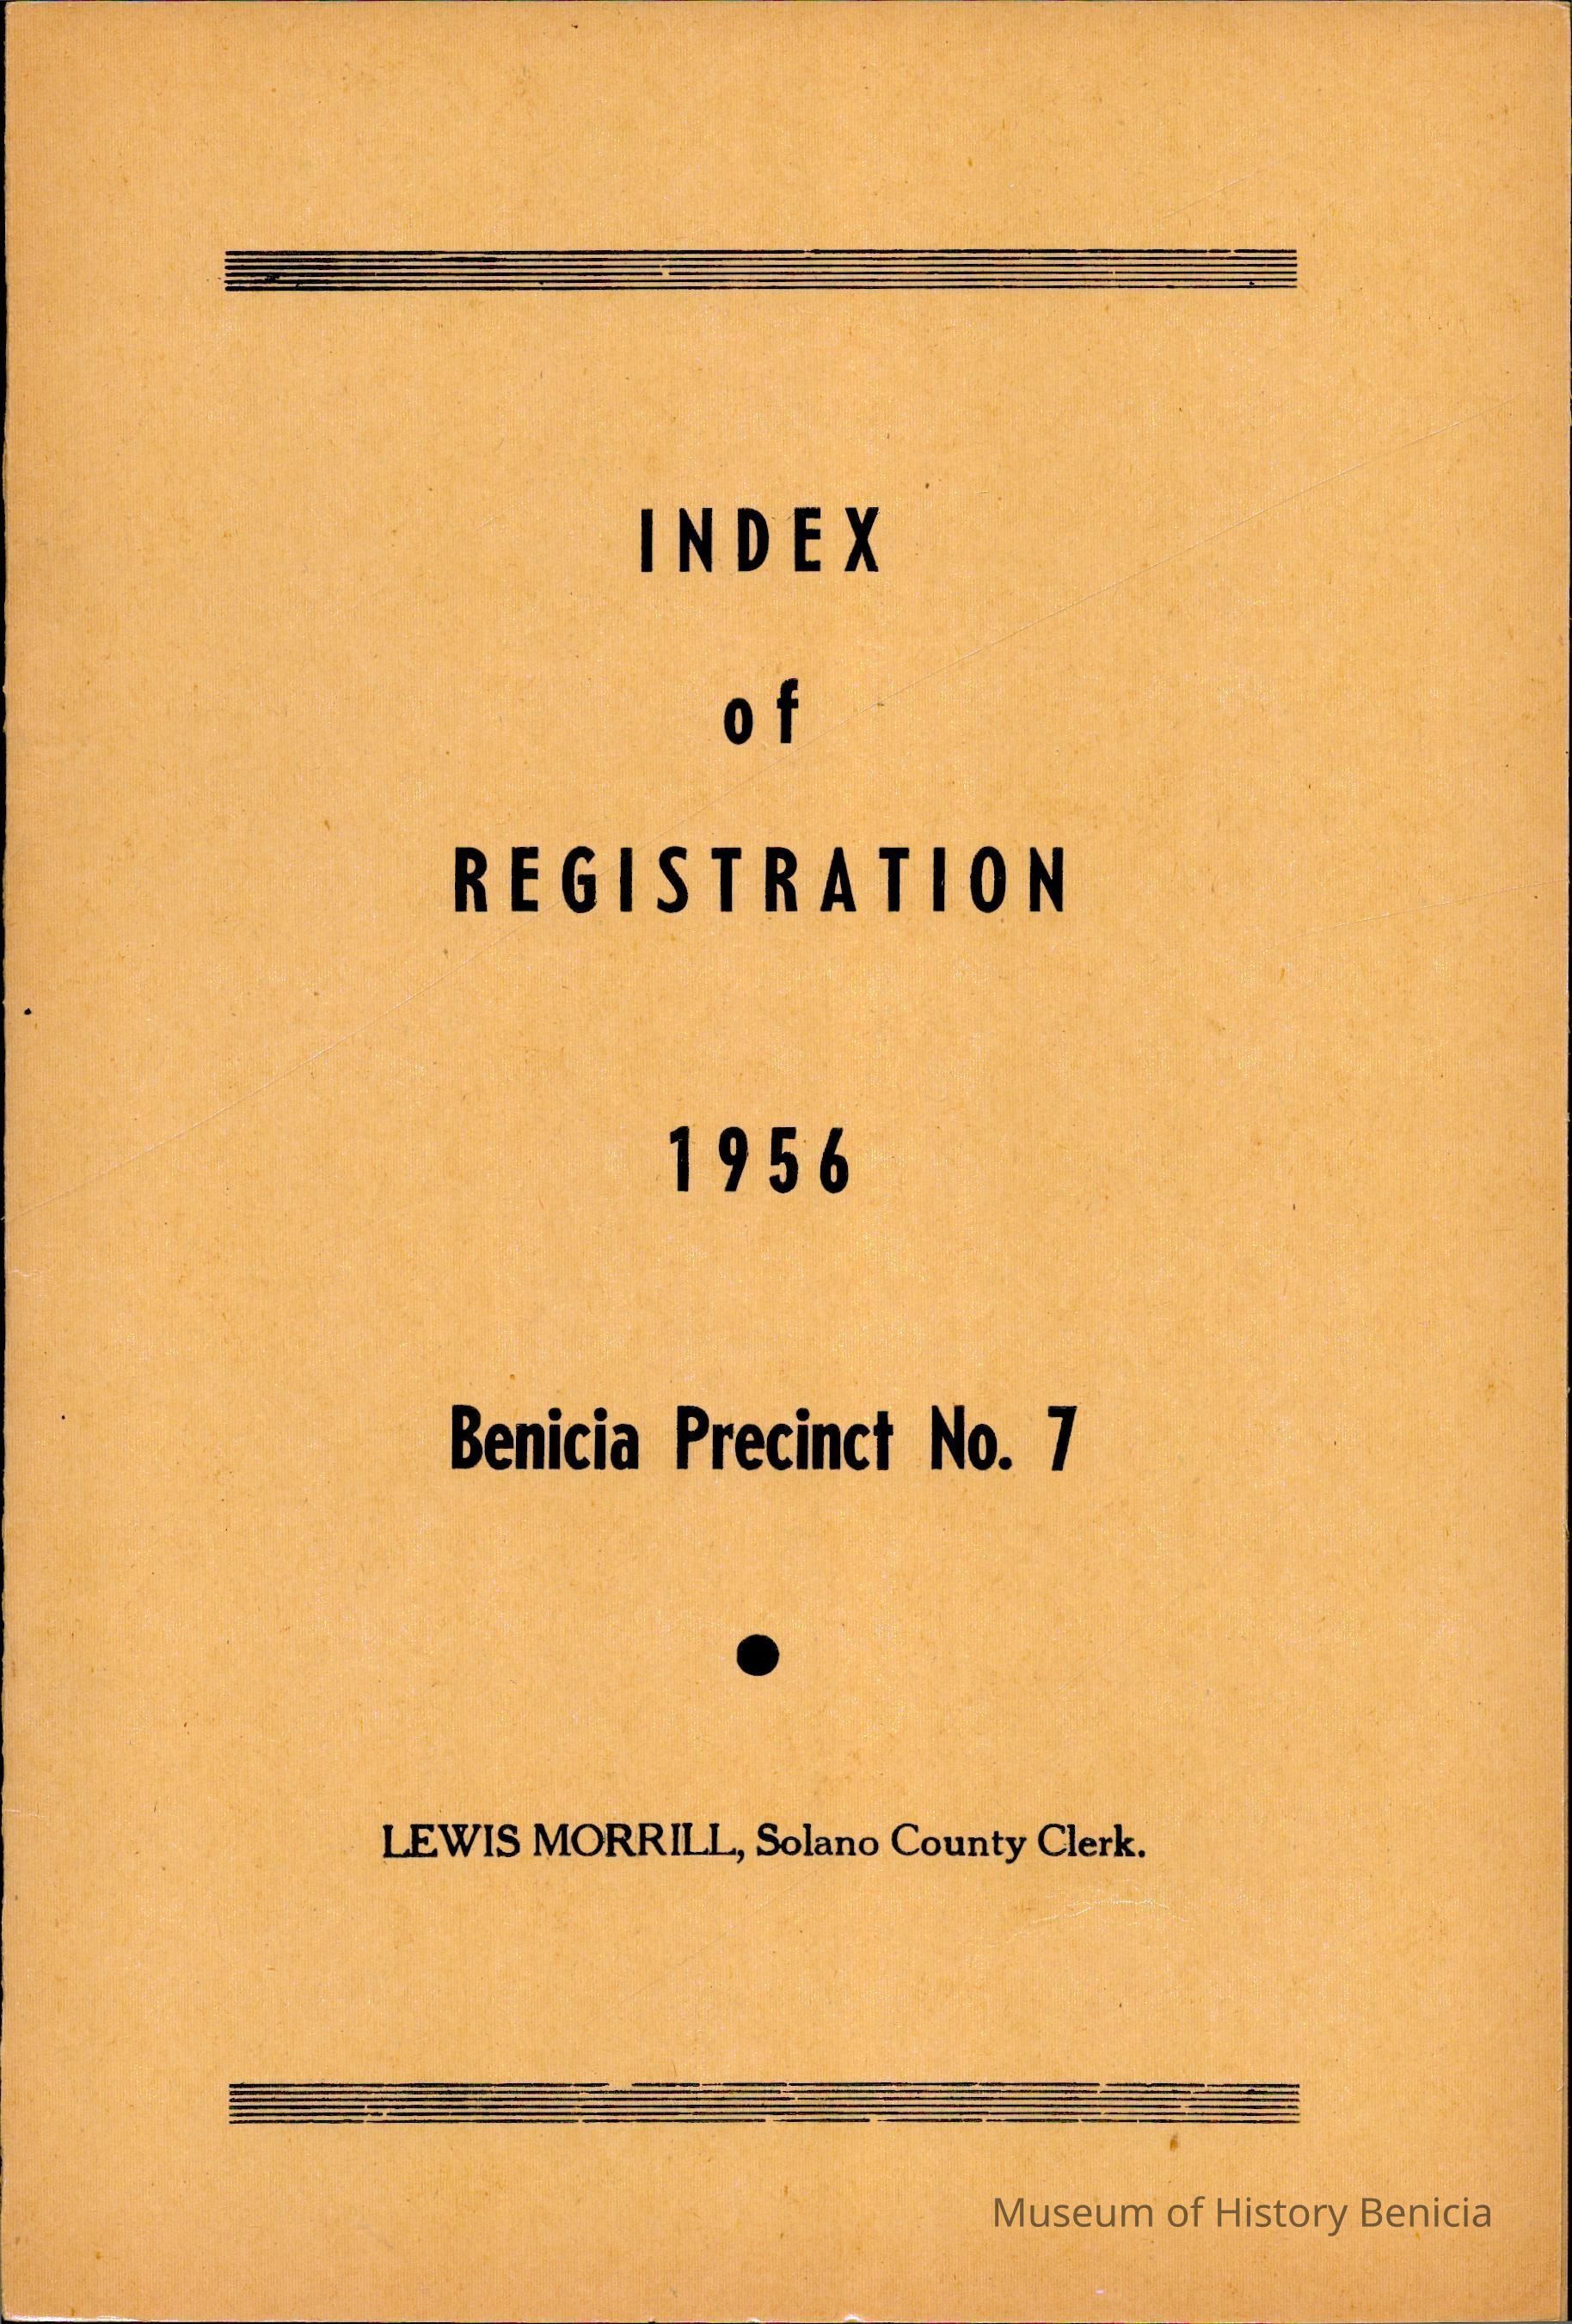 INDEX
of
REGISTRATION
1956
Benicia Precinct No. 7
LEWIS MORRILL, Solano County Clerk.
Museum of History Benicia